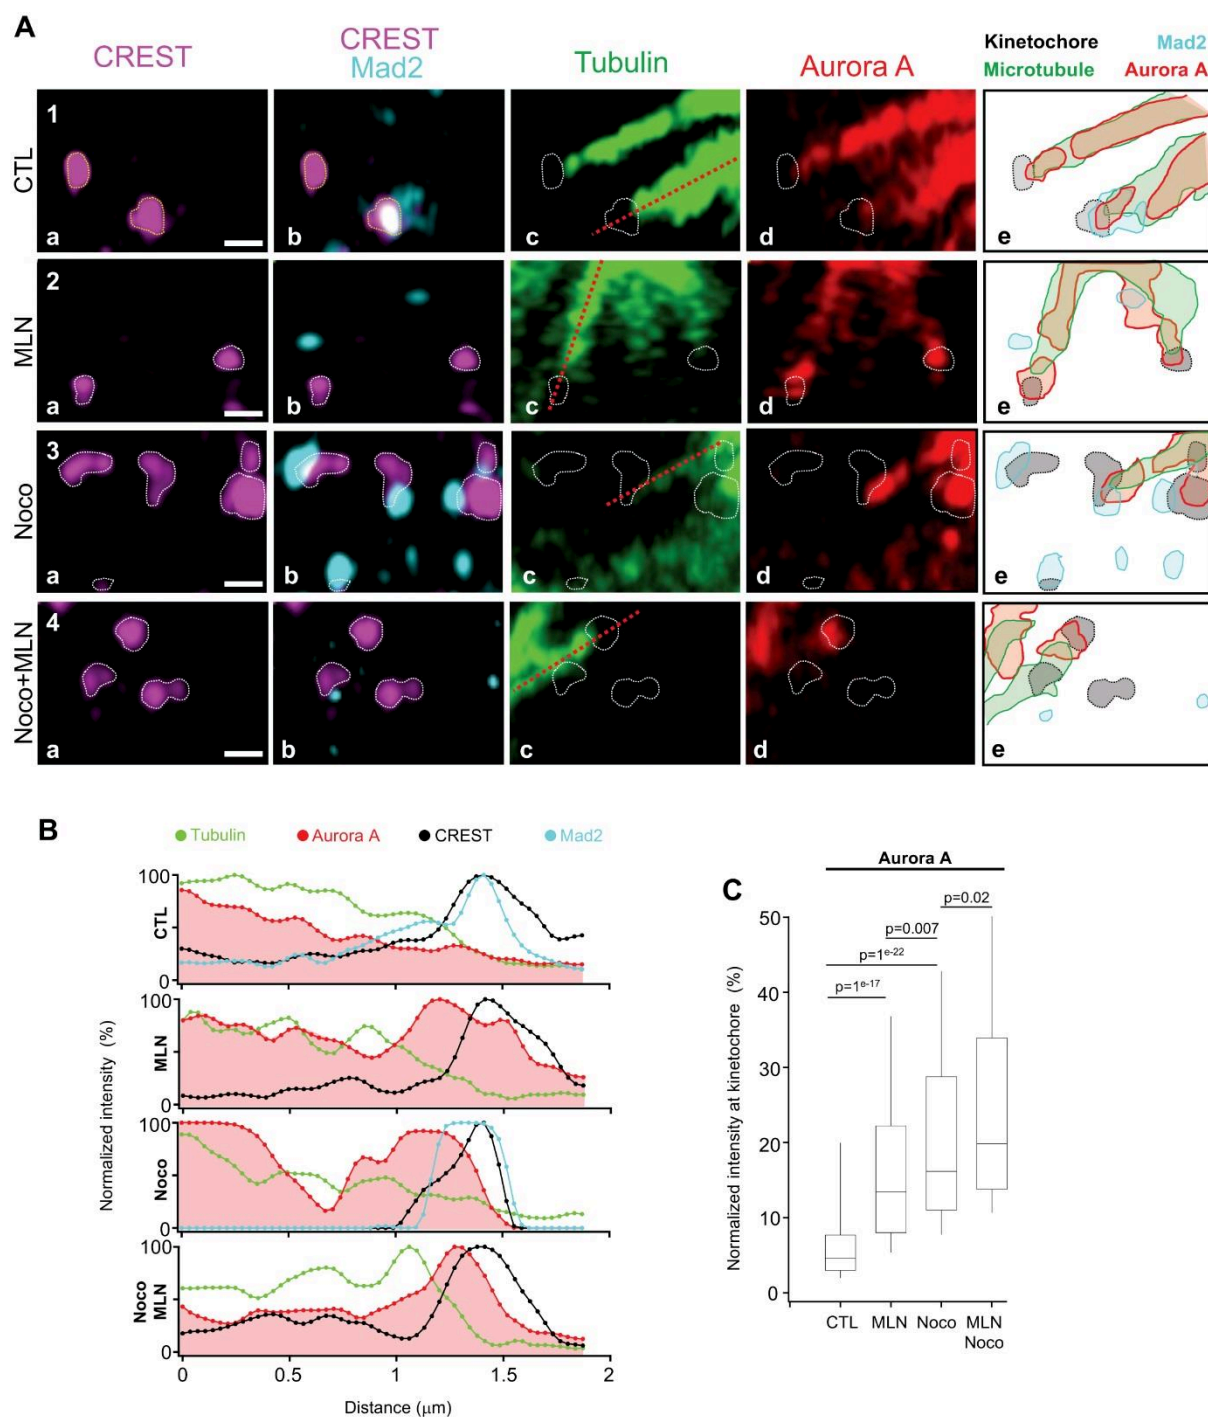 A
CREST
CREST
Mad2
Tubulin
Aurora A
Kinetochore Mad2
Microtubule Aurora A
CTL
1
a
b
c
d
e
MLN
2
a
b
c
d
e
Noco
3
a
b
c
d
e
Noco+MLN
4
a
b
c
d
e
B
Tubulin Aurora A CREST Mad2
Normalized intensity (%)
100
CTL
0
100
MLN
0
100
Noco
0
100
Noco
MLN
0
0 0.5 1 1.5 2
Distance (μm)
C
Aurora A
p=0.02
p=0.007
p=1e-22
p=1e-17
Normalized intensity at kinetochore (%)
50
40
30
20
10
0
CTL MLN Noco MLN
Noco